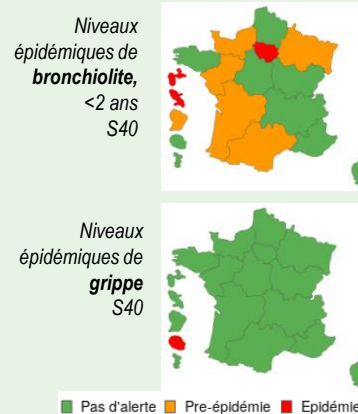 Niveaux
épidémiques de
bronchiolite,
<2 ans
S40
Niveaux
épidémiques de
grippe
S40
Pas d'alerte Pre-épidémie Epidémie